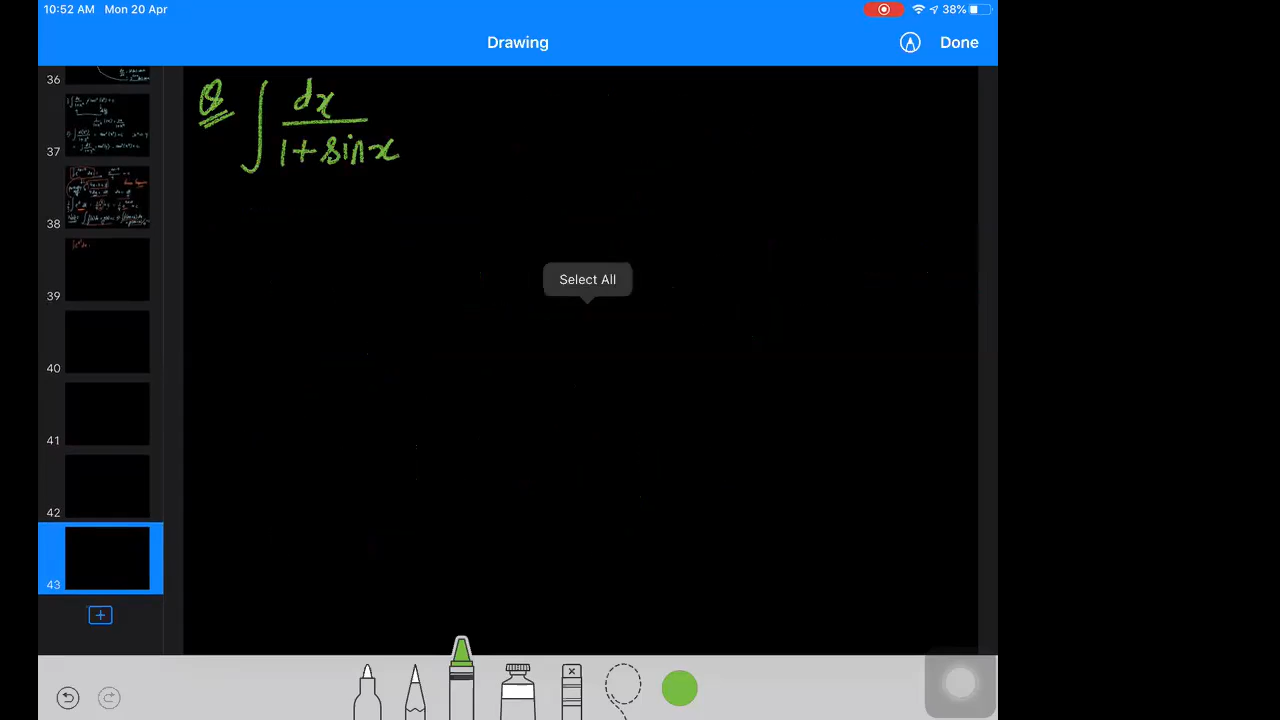 10:52 AM Mon 20 Apr
38%
Drawing
Done
36
37
38
39
40
41
42
43
Q ∫ dx
1 + sin x
Select All